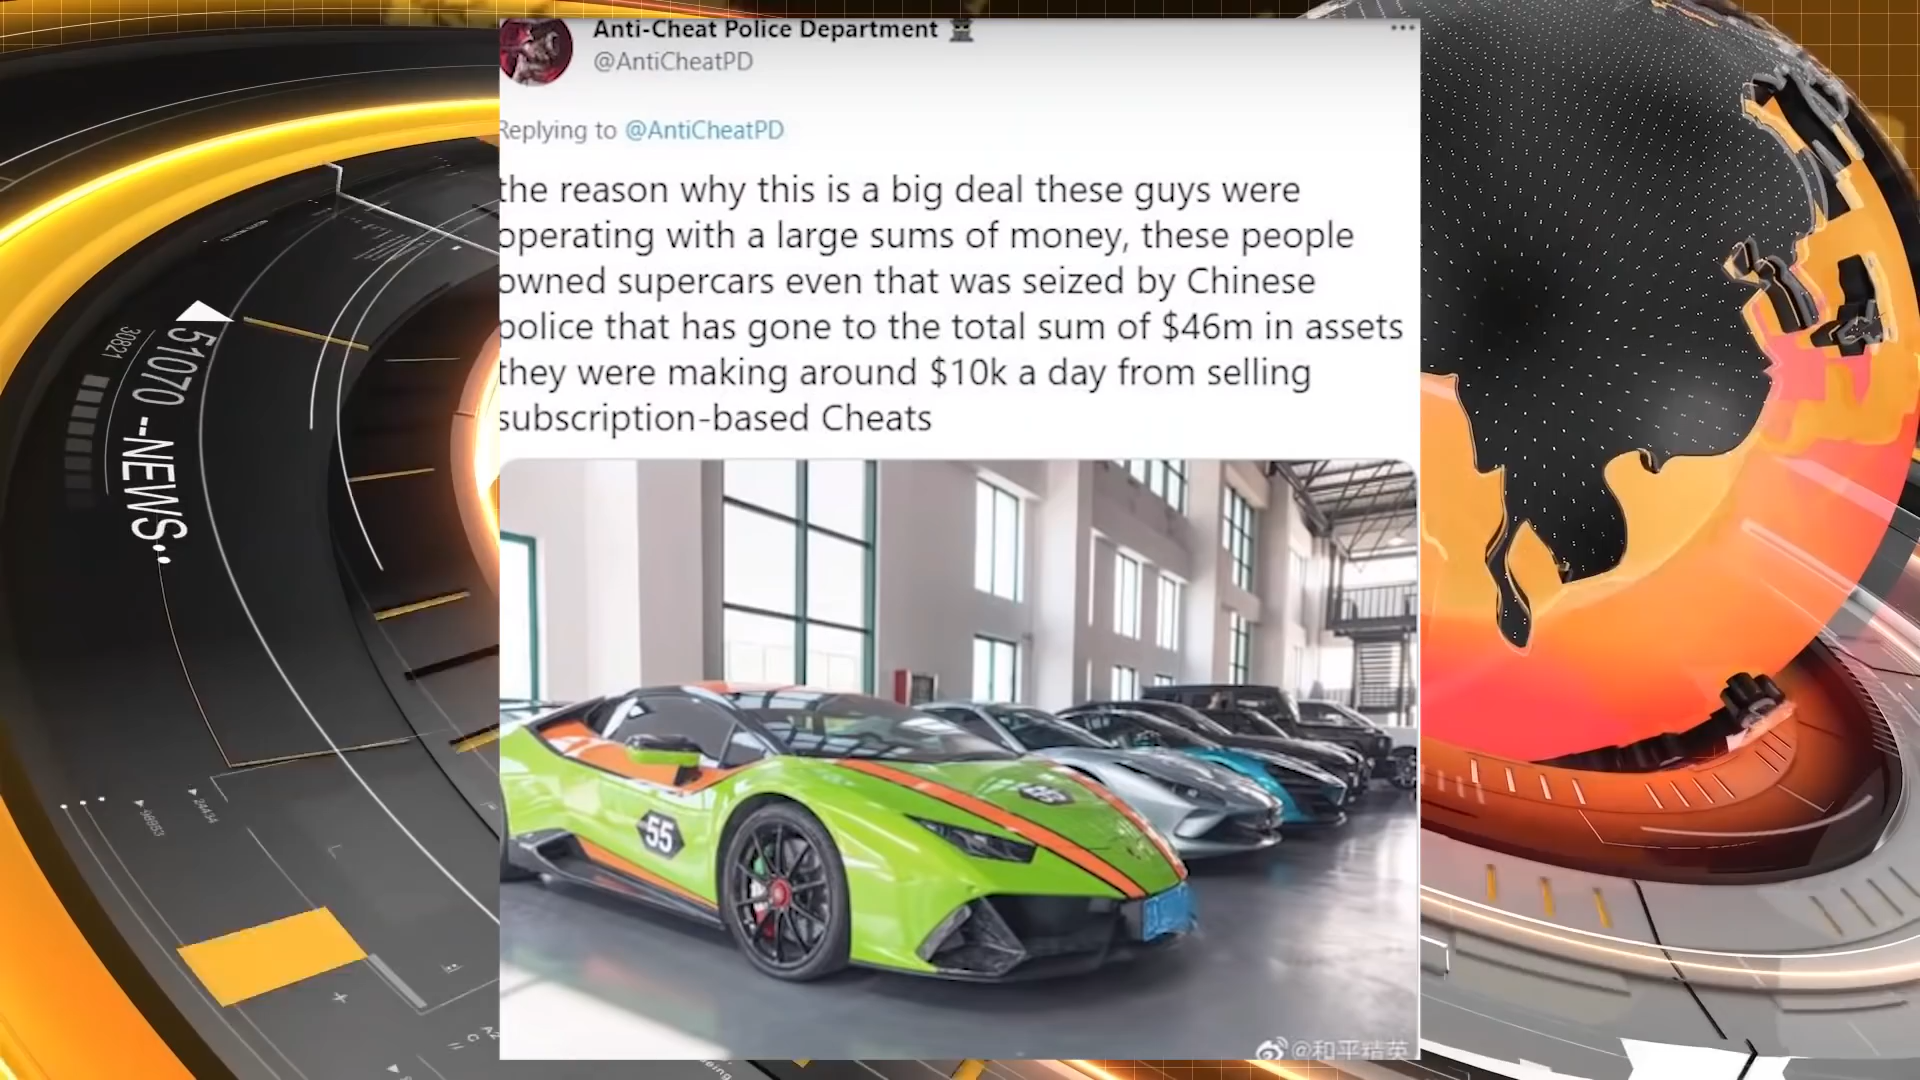 Anti-Cheat Police Department
@AntiCheatPD
Replying to @AntiCheatPD
the reason why this is a big deal these guys were
operating with a large sums of money, these people
owned supercars even that was seized by Chinese
police that has gone to the total sum of $46m in assets
they were making around $10k a day from selling
subscription-based Cheats
51070 --NEWS••
30821
24434
98953
55
@和平精英